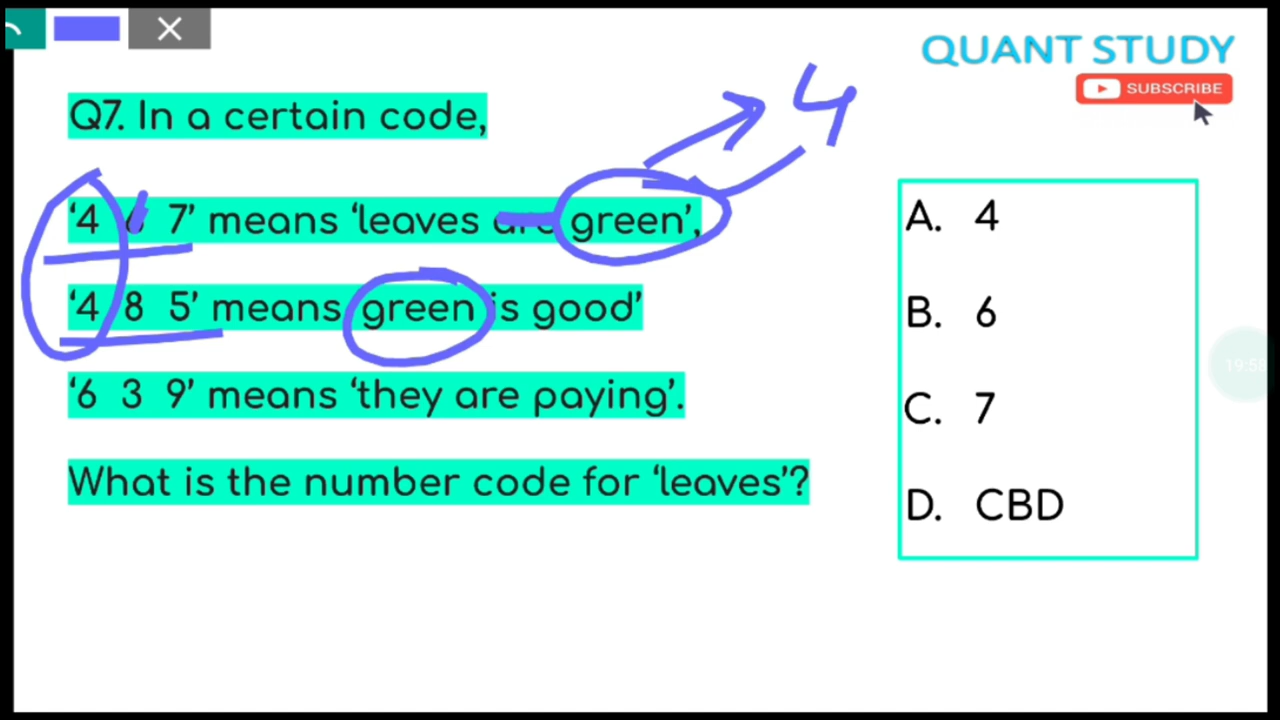 QUANT STUDY
SUBSCRIBE
Q7. In a certain code,
4
‘4 6 7’ means ‘leaves are green’,
‘4 8 5’ means ‘green is good’
‘6 3 9’ means ‘they are paying’.
What is the number code for ‘leaves’?
A. 4
B. 6
C. 7
D. CBD